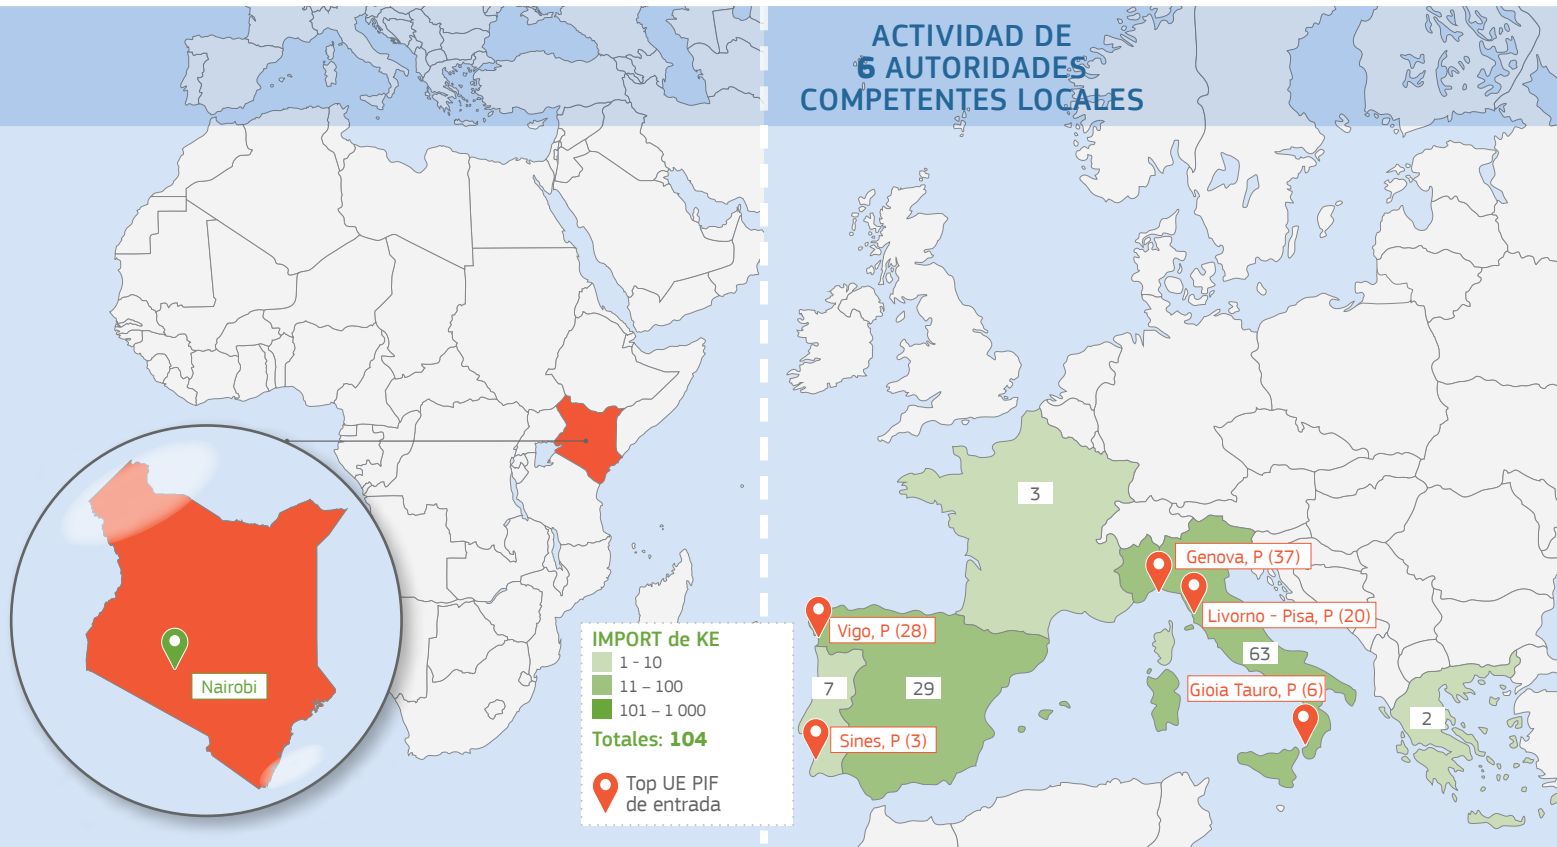 ACTIVIDAD DE
6 AUTORIDADES
COMPETENTES LOCALES
3
Genova, P (37)
Livorno - Pisa, P (20)
Vigo, P (28)
63
7
29
Gioia Tauro, P (6)
2
Sines, P (3)
Nairobi
IMPORT de KE
1 - 10
11 – 100
101 – 1 000
Totales: 104
Top UE PIF
de entrada